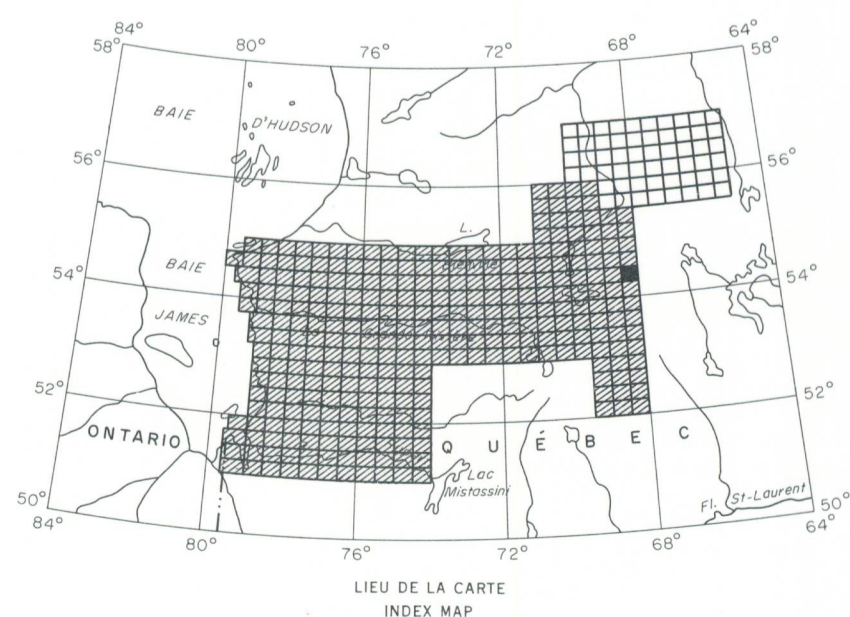 84° 80° 76° 72° 68° 64°
58° 58°
BAIE
D'HUDSON
56° 56°
L.
Bienville
BAIE
54° 54°
JAMES
52° 52°
ONTARIO
QUÉBEC
Lac
Mistassini
Fl. St-Laurent
50° 50°
84° 80° 76° 72° 68° 64°
LIEU DE LA CARTE
INDEX MAP